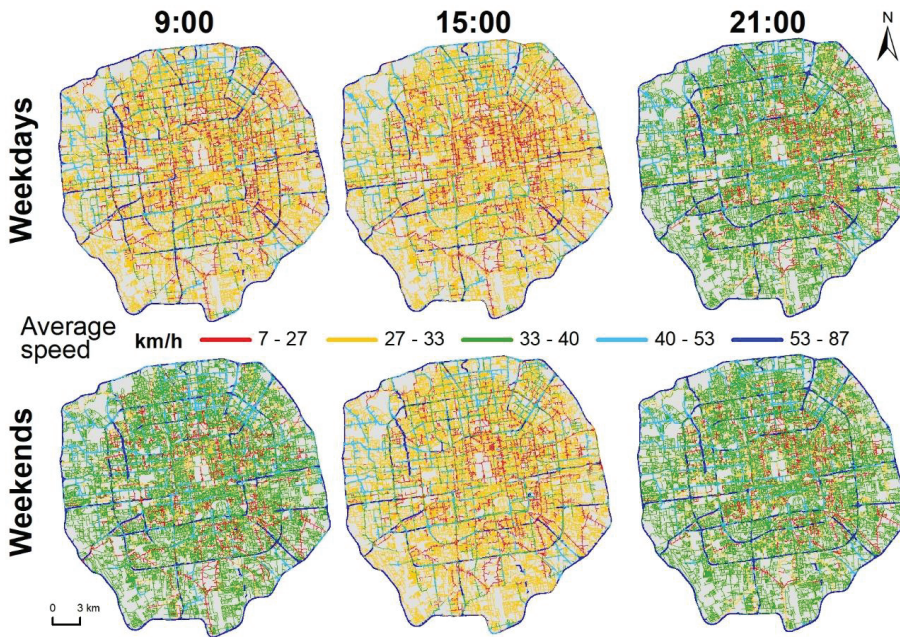 9:00
15:00
21:00
N
Weekdays
Average speed
km/h
7 - 27
27 - 33
33 - 40
40 - 53
53 - 87
Weekends
0 3 km